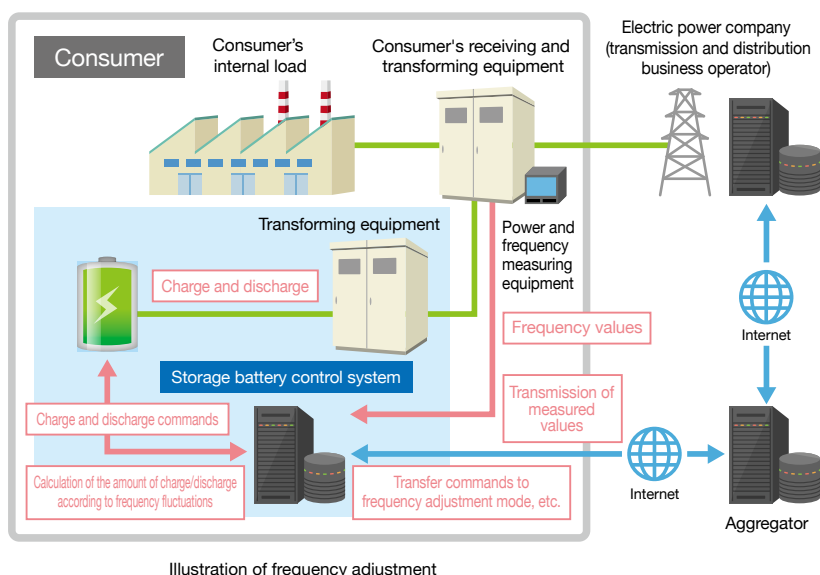 Consumer
Consumer's
internal load
Consumer's receiving and
transforming equipment
Electric power company
(transmission and distribution
business operator)
Transforming equipment
Power and
frequency
measuring
equipment
Charge and discharge
Internet
Frequency values
Storage battery control system
Transmission of
measured
values
Charge and discharge commands
Calculation of the amount of charge/discharge
according to frequency fluctuations
Transfer commands to
frequency adjustment mode, etc.
Internet
Aggregator
Illustration of frequency adjustment